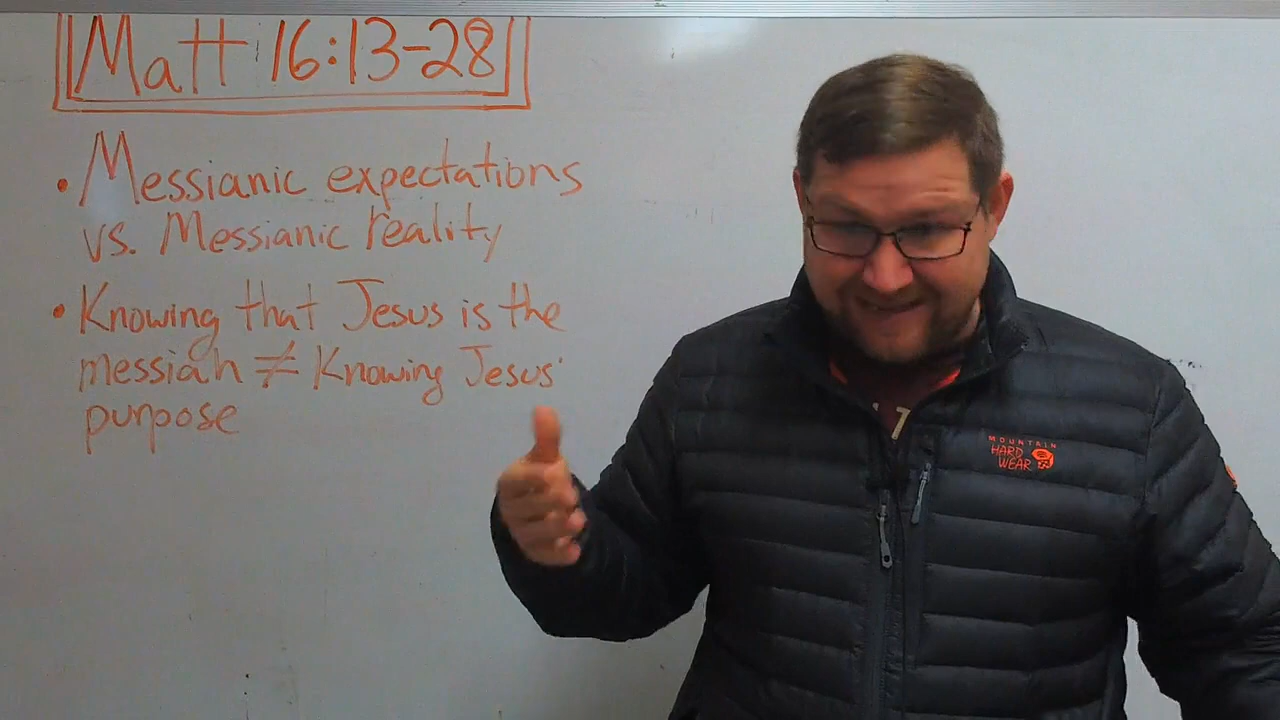 Matt 16:13-28
• Messianic expectations
vs. Messianic reality
• Knowing that Jesus is the
messiah ≠ Knowing Jesus'
purpose
MOUNTAIN
HARD
WEAR